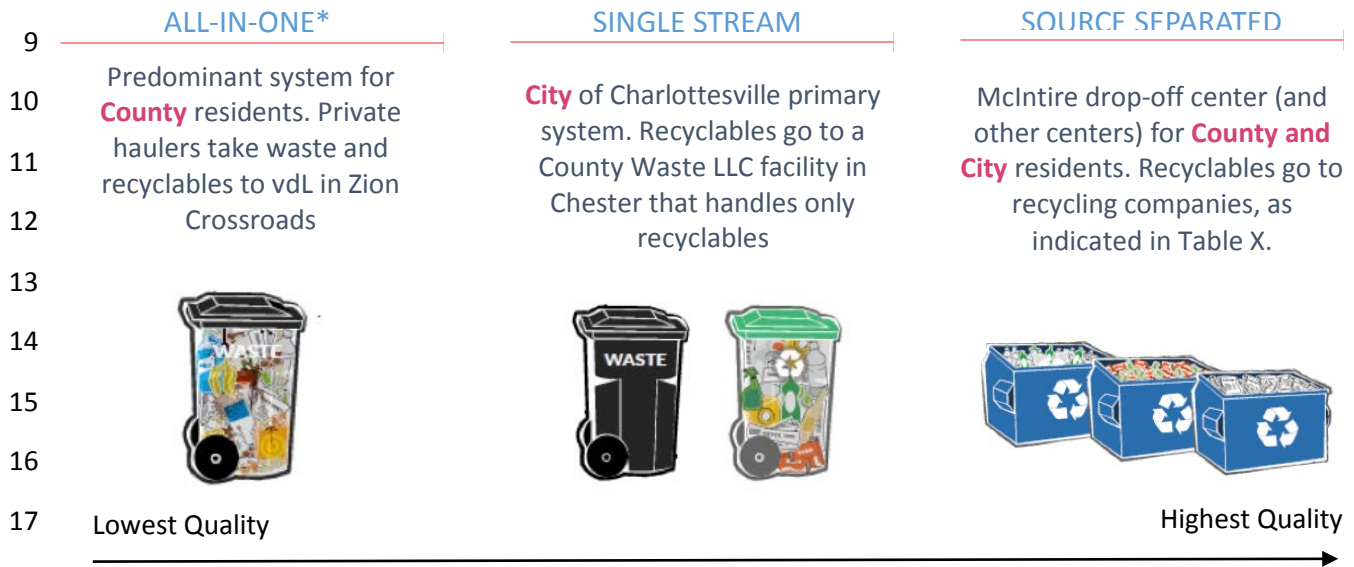 ALL-IN-ONE*
SINGLE STREAM
SOURCE SEPARATED
9
Predominant system for
10
County residents. Private
haulers take waste and
11
recyclables to vdL in Zion
12
Crossroads
City of Charlottesville primary
system. Recyclables go to a
County Waste LLC facility in
Chester that handles only
recyclables
McIntire drop-off center (and
other centers) for County and
City residents. Recyclables go to
recycling companies, as
indicated in Table X.
13
14
WASTE
WASTE
15
16
17
Lowest Quality
Highest Quality